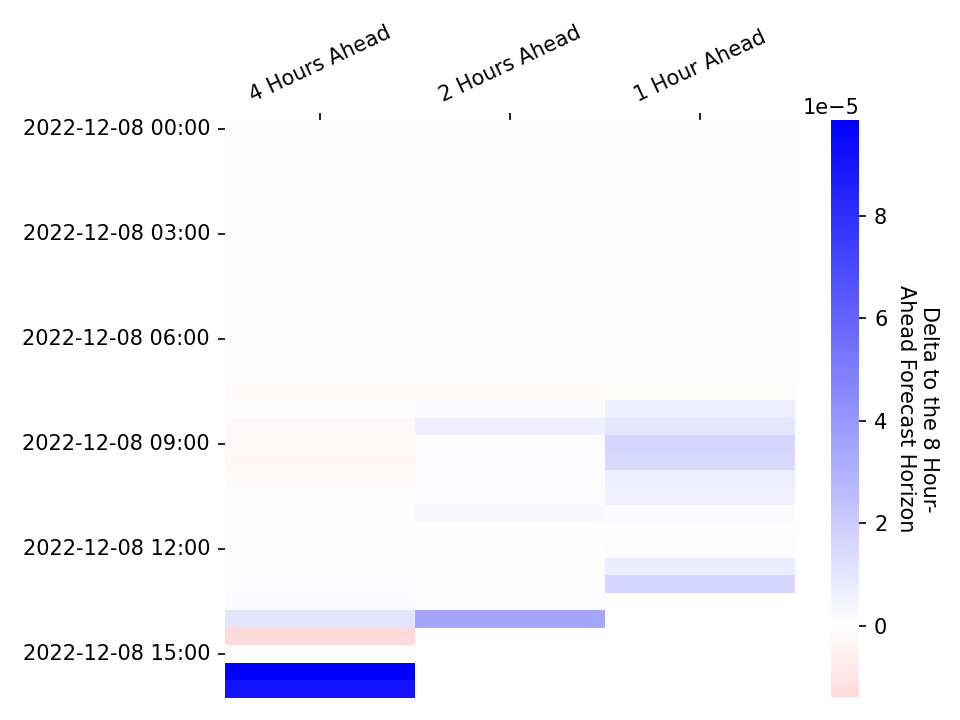 4 Hours Ahead
2 Hours Ahead
1 Hour Ahead
2022-12-08 00:00
2022-12-08 03:00
2022-12-08 06:00
2022-12-08 09:00
2022-12-08 12:00
2022-12-08 15:00
1e−5
8
6
4
2
0
Delta to the 8 Hour-
Ahead Forecast Horizon